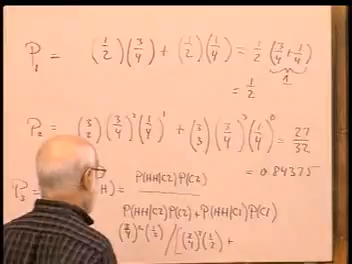 P₁ = (1/2)(3/4) + (1/2)(1/4) = 1/2 (3/4 + 1/4)
1
= 1/2
P₂ = (3 2)(3/4)²(1/4)¹ + (3 3)(3/4)³(1/4)⁰ = 27/32
= 0.84375
P₃ = H) = P(HH|C2)P(C2)
P(HH|C2)P(C2) + P(HH|C1)P(C1)
(3/4)²(1/2) / [(3/4)²(1/2) +